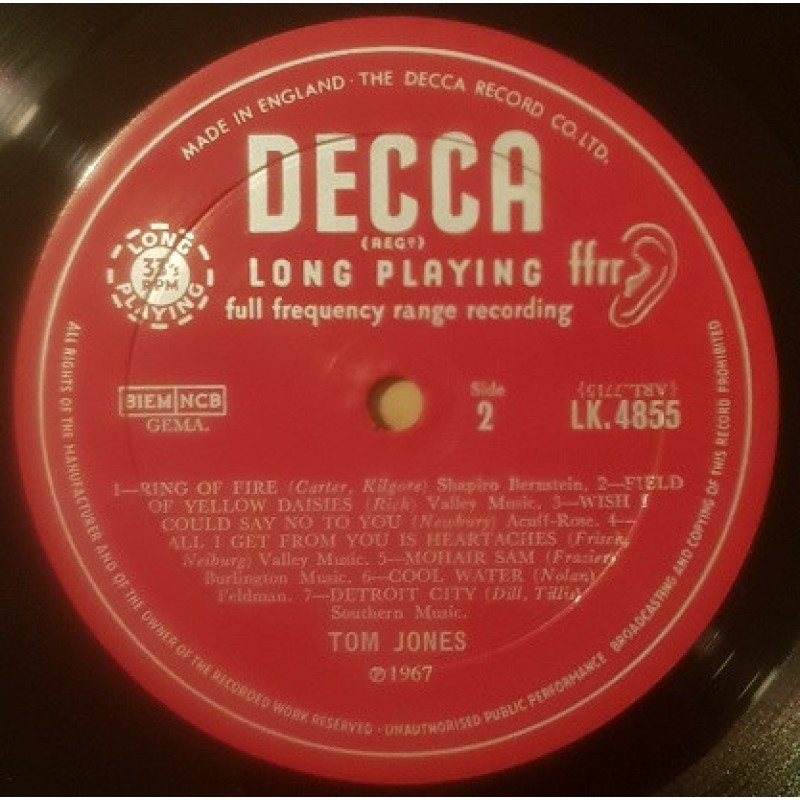 MADE IN ENGLAND · THE DECCA RECORD CO. LTD.
DECCA
(REGD)
LONG PLAYING ffrr
full frequency range recording
LONG
33⅓
RPM
PLAYING
BIEM NCB
GEMA.
Side
2
(ARL.7715)
LK.4855
1—RING OF FIRE (Carter, Kilgore) Shapiro Bernstein. 2—FIELD
OF YELLOW DAISIES (Rich) Valley Music. 3—WISH I
COULD SAY NO TO YOU (Newbury) Acuff-Rose. 4—
ALL I GET FROM YOU IS HEARTACHES (Frisch,
Neiburg) Valley Music. 5—MOHAIR SAM (Frazier)
Burlington Music. 6—COOL WATER (Nolan)
Feldman. 7—DETROIT CITY (Dill, Tillis)
Southern Music.
TOM JONES
℗1967
ALL RIGHTS OF THE MANUFACTURER AND OF THE OWNER OF THE RECORDED WORK RESERVED · UNAUTHORISED PUBLIC PERFORMANCE BROADCASTING AND COPYING OF THIS RECORD PROHIBITED